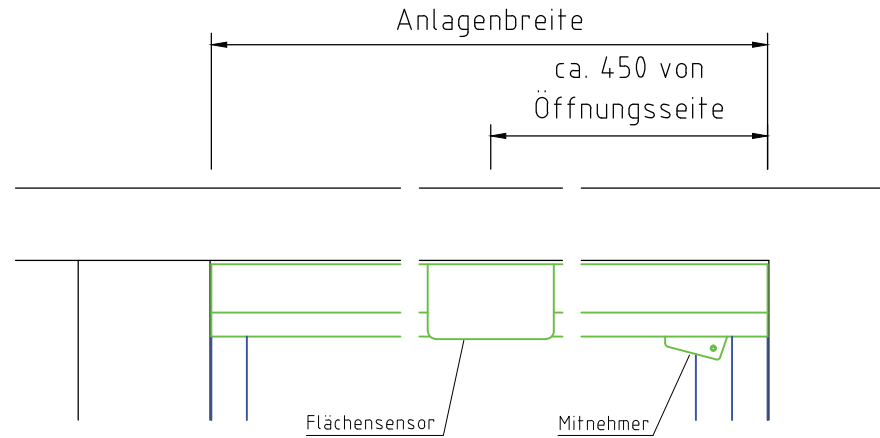 Anlagenbreite
ca. 450 von
Öffnungsseite
Flächensensor
Mitnehmer